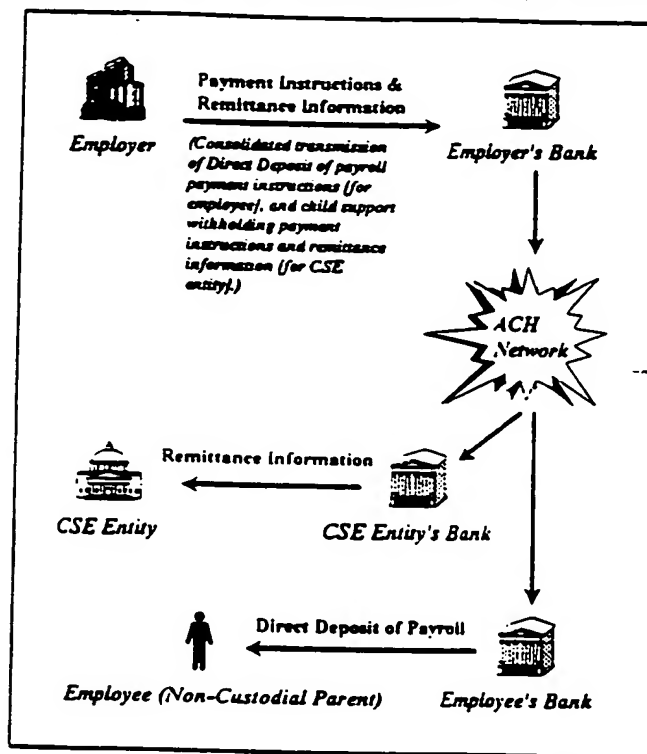 Payment Instructions &
Remittance Information
Employer
Employer's Bank
(Consolidated transmission
of Direct Deposit of payroll
payment instructions [for
employee], and child support
withholding payment
instructions and remittance
information [for CSE
entity].)
ACH
Network
Remittance Information
CSE Entity
CSE Entity's Bank
Direct Deposit of Payroll
Employee (Non-Custodial Parent)
Employee's Bank